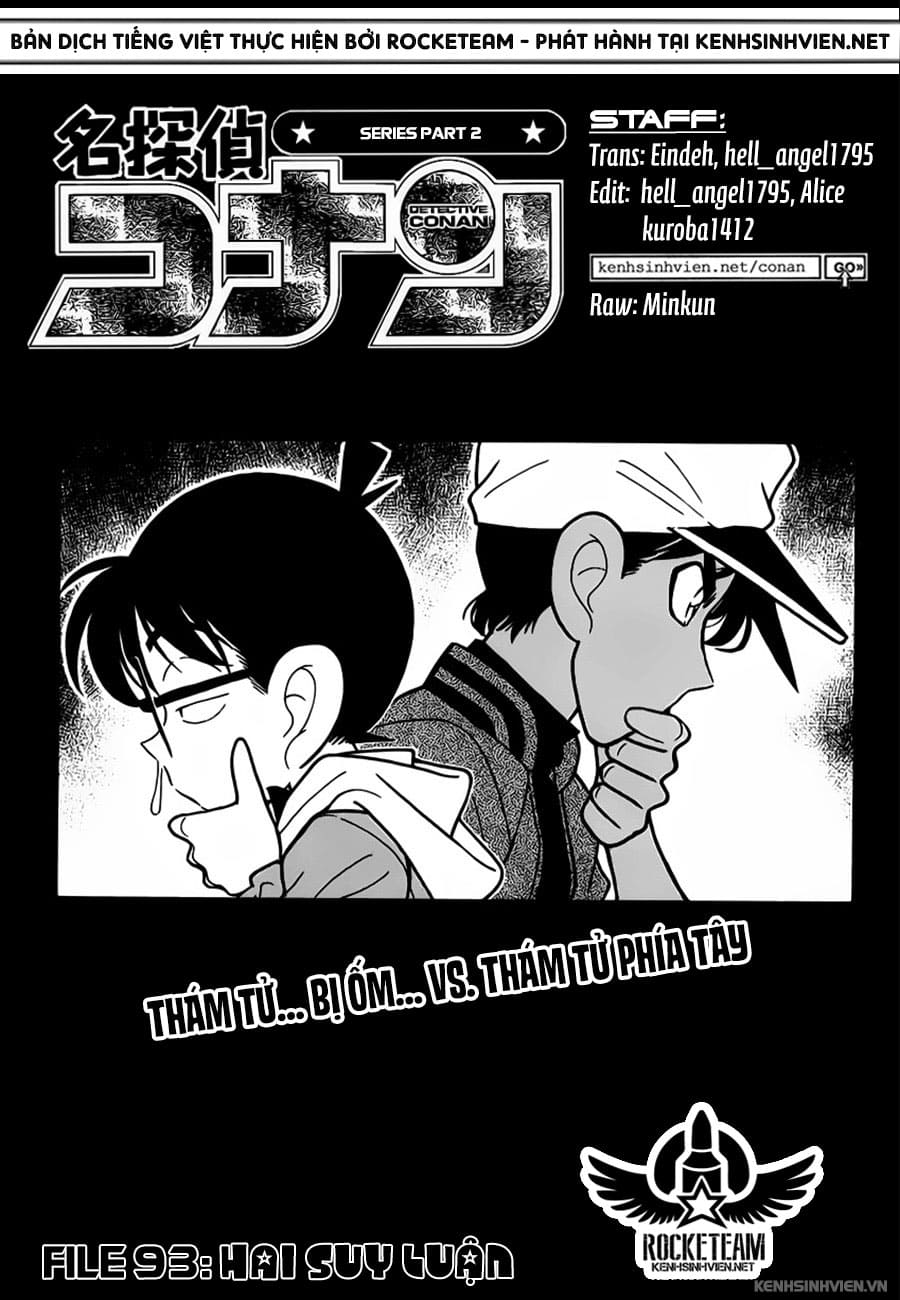 BẢN DỊCH TIẾNG VIỆT THỰC HIỆN BỞI ROCKETEAM - PHÁT HÀNH TẠI KENHSINHVIEN.NET
名探偵
SERIES PART 2
コナン
DETECTIVE
CONAN
STAFF:
Trans: Eindeh, hell_angel1795
Edit: hell_angel1795, Alice
kuroba1412
kenhsinhvien.net/conan GO»
Raw: Minkun
THÁM TỬ... BỊ ỐM... VS. THÁM TỬ PHÍA TÂY
FILE 93: HAI SUY LUẬN
ROCKETEAM
KENHSINHVIEN.NET
KENHSINHVIEN.VN